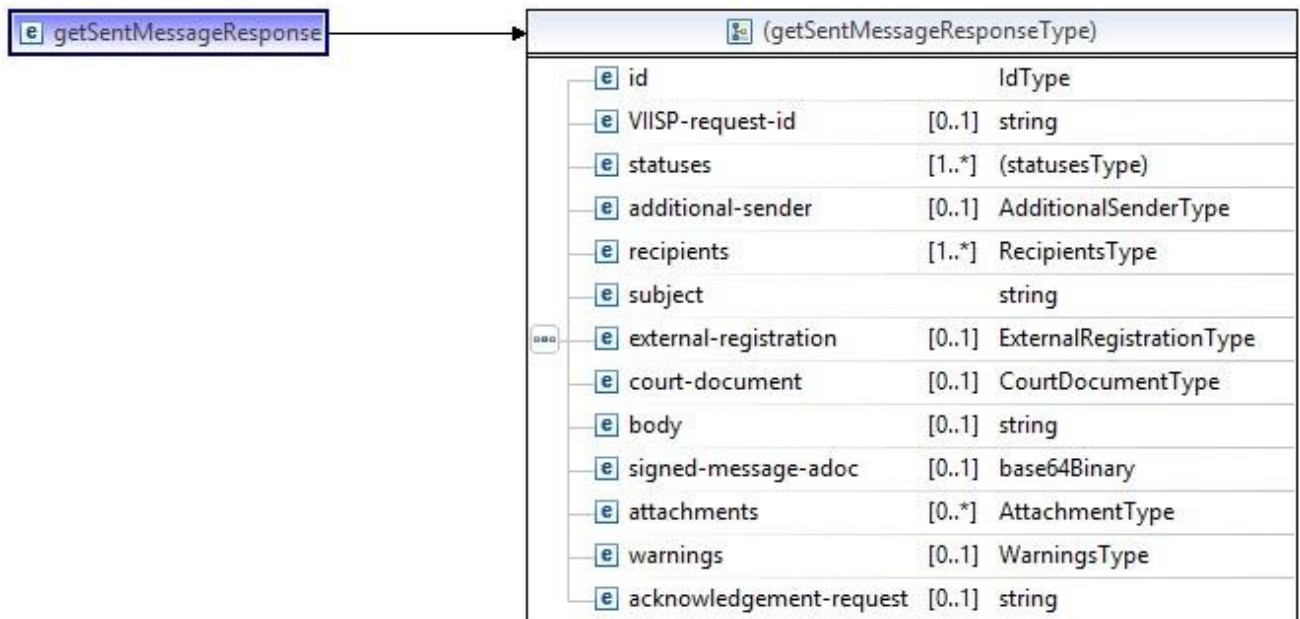 e getSentMessageResponse
(getSentMessageResponseType)
e id IdType
e VIISP-request-id [0..1] string
e statuses [1..*] (statusesType)
e additional-sender [0..1] AdditionalSenderType
e recipients [1..*] RecipientsType
e subject string
e external-registration [0..1] ExternalRegistrationType
e court-document [0..1] CourtDocumentType
e body [0..1] string
e signed-message-adoc [0..1] base64Binary
e attachments [0..*] AttachmentType
e warnings [0..1] WarningsType
e acknowledgement-request [0..1] string